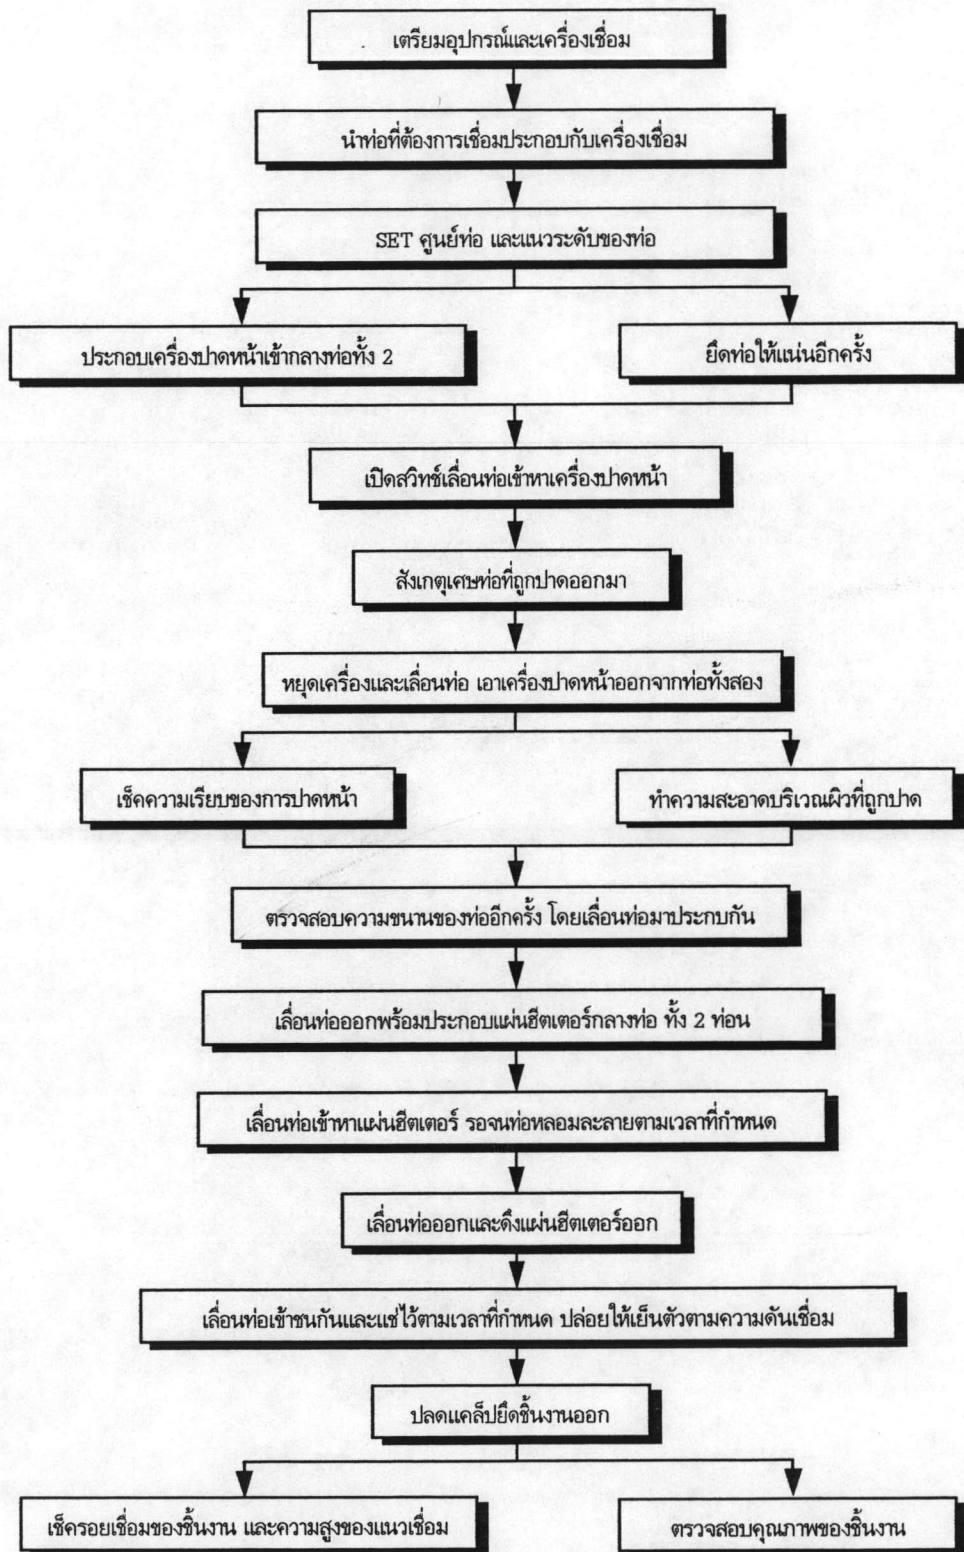 เตรียมอุปกรณ์และเครื่องเชื่อม
นำท่อที่ต้องการเชื่อมประกอบกับเครื่องเชื่อม
SET ศูนย์ท่อ และแนวระดับของท่อ
ประกอบเครื่องปาดหน้าเข้ากลางท่อทั้ง 2
ยึดท่อให้แน่นอีกครั้ง
เปิดสวิทซ์เลื่อนท่อเข้าหาเครื่องปาดหน้า
สังเกตุเศษท่อที่ถูกปาดออกมา
หยุดเครื่องและเลื่อนท่อ เอาเครื่องปาดหน้าออกจากท่อทั้งสอง
เช็คความเรียบของการปาดหน้า
ทำความสะอาดบริเวณผิวที่ถูกปาด
ตรวจสอบความขนานของท่ออีกครั้ง โดยเลื่อนท่อมาประกบกัน
เลื่อนท่อออกพร้อมประกอบแผ่นฮีตเตอร์กลางท่อ ทั้ง 2 ท่อน
เลื่อนท่อเข้าหาแผ่นฮีตเตอร์ รอจนท่อหลอมละลายตามเวลาที่กำหนด
เลื่อนท่อออกและดึงแผ่นฮีตเตอร์ออก
เลื่อนท่อเข้าชนกันและแช่ไว้ตามเวลาที่กำหนด ปล่อยให้เย็นตัวตามความดันเชื่อม
ปลดแคล็ปยึดชิ้นงานออก
เช็ครอยเชื่อมของชิ้นงาน และความสูงของแนวเชื่อม
ตรวจสอบคุณภาพของชิ้นงาน